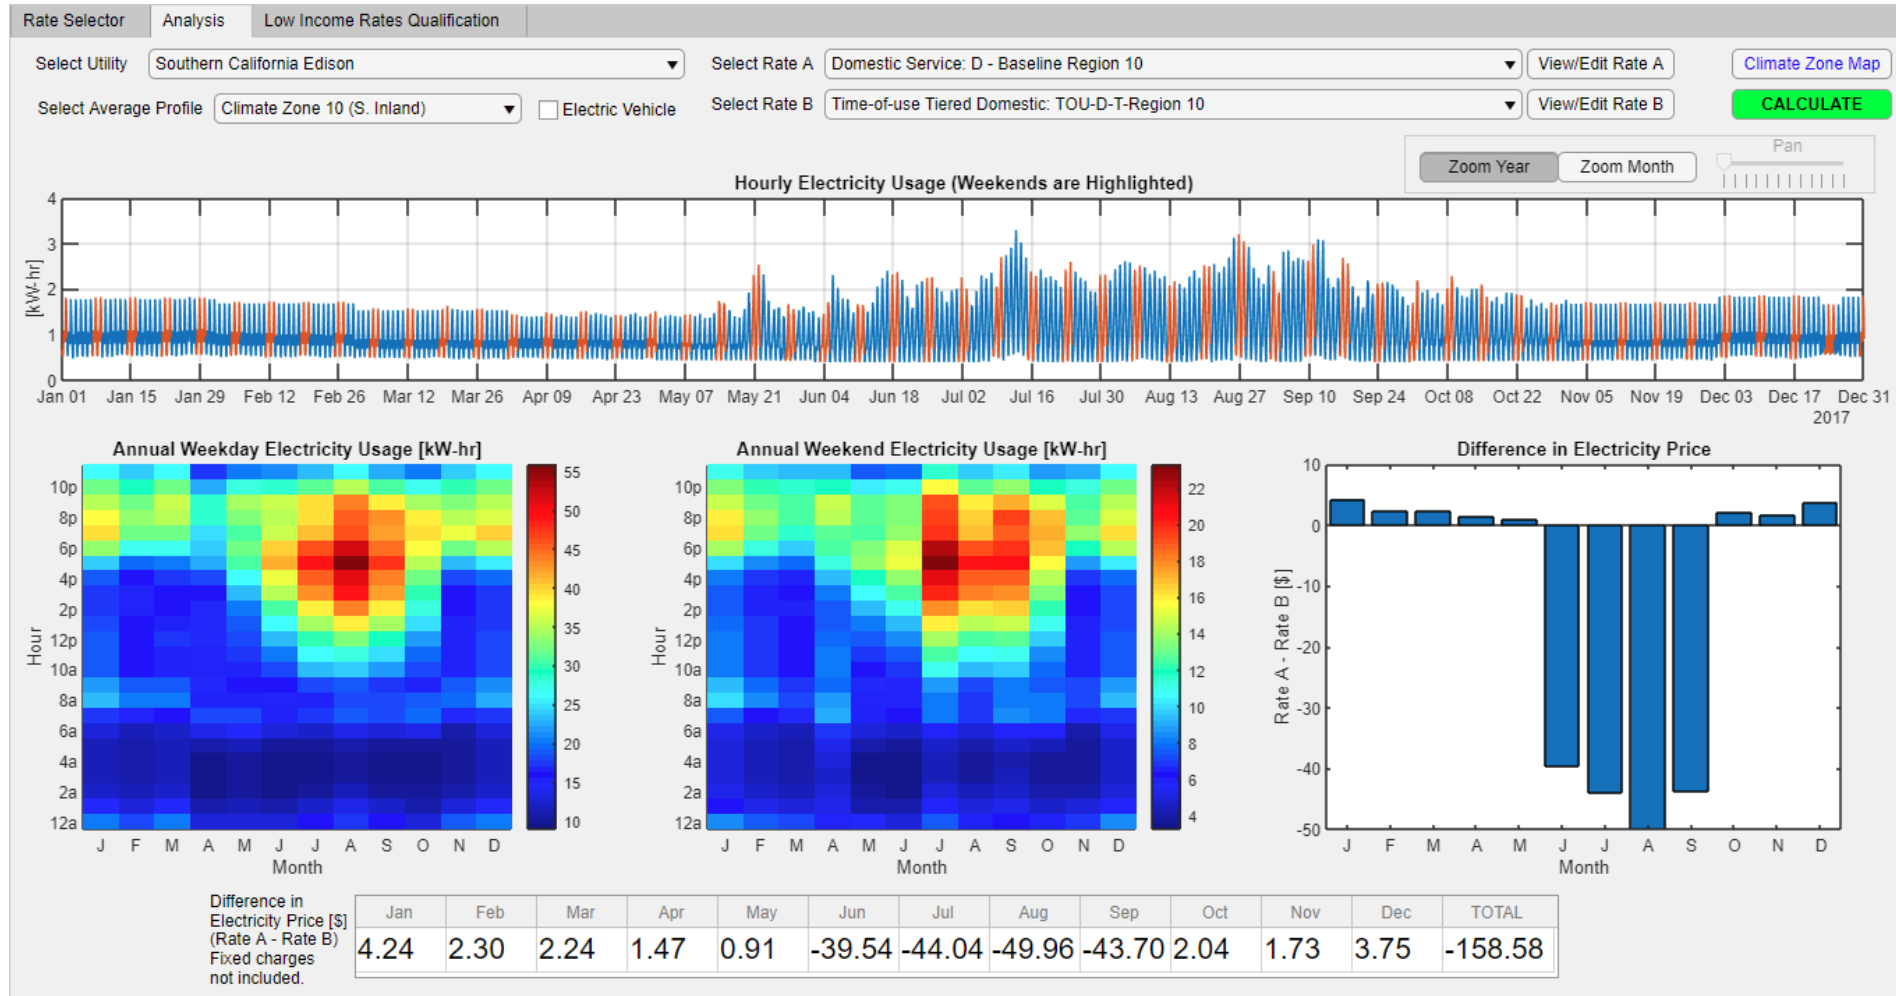 Rate Selector
Analysis
Low Income Rates Qualification
Select Utility
Southern California Edison
Select Rate A
Domestic Service: D - Baseline Region 10
View/Edit Rate A
Climate Zone Map
Select Average Profile
Climate Zone 10 (S. Inland)
Electric Vehicle
Select Rate B
Time-of-use Tiered Domestic: TOU-D-T-Region 10
View/Edit Rate B
CALCULATE
Zoom Year
Zoom Month
Pan
Hourly Electricity Usage (Weekends are Highlighted)
[kW-hr]
4
3
2
1
0
Jan 01 Jan 15 Jan 29 Feb 12 Feb 26 Mar 12 Mar 26 Apr 09 Apr 23 May 07 May 21 Jun 04 Jun 18 Jul 02 Jul 16 Jul 30 Aug 13 Aug 27 Sep 10 Sep 24 Oct 08 Oct 22 Nov 05 Nov 19 Dec 03 Dec 17 Dec 31
2017
Annual Weekday Electricity Usage [kW-hr]
Hour
10p
8p
6p
4p
2p
12p
10a
8a
6a
4a
2a
12a
J F M A M J J A S O N D
Month
55
50
45
40
35
30
25
20
15
10
Annual Weekend Electricity Usage [kW-hr]
Hour
10p
8p
6p
4p
2p
12p
10a
8a
6a
4a
2a
12a
J F M A M J J A S O N D
Month
22
20
18
16
14
12
10
8
6
4
Difference in Electricity Price
Rate A - Rate B [$]
10
0
-10
-20
-30
-40
-50
J F M A M J J A S O N D
Month
Difference in
Electricity Price [$]
(Rate A - Rate B)
Fixed charges
not included.
Jan Feb Mar Apr May Jun Jul Aug Sep Oct Nov Dec TOTAL
4.24 2.30 2.24 1.47 0.91 -39.54 -44.04 -49.96 -43.70 2.04 1.73 3.75 -158.58